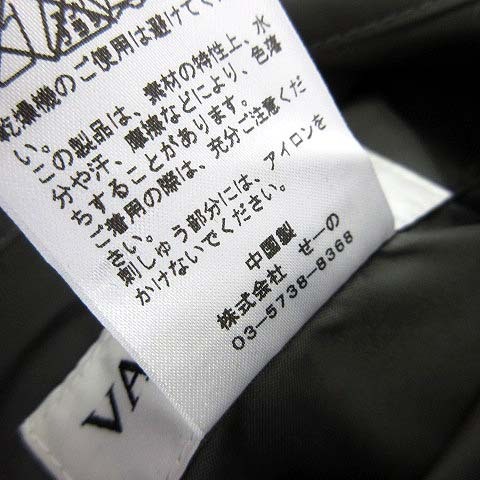 乾燥機のご使用は避けてくださ
い。
この製品は、素材の特性上、水
分や汗、摩擦などにより、色落
ちすることがあります。
ご着用の際は、充分ご注意くだ
さい。
刺しゅう部分には、アイロンを
かけないでください。
中国製
株式会社 せーの
03-5738-8368
VA